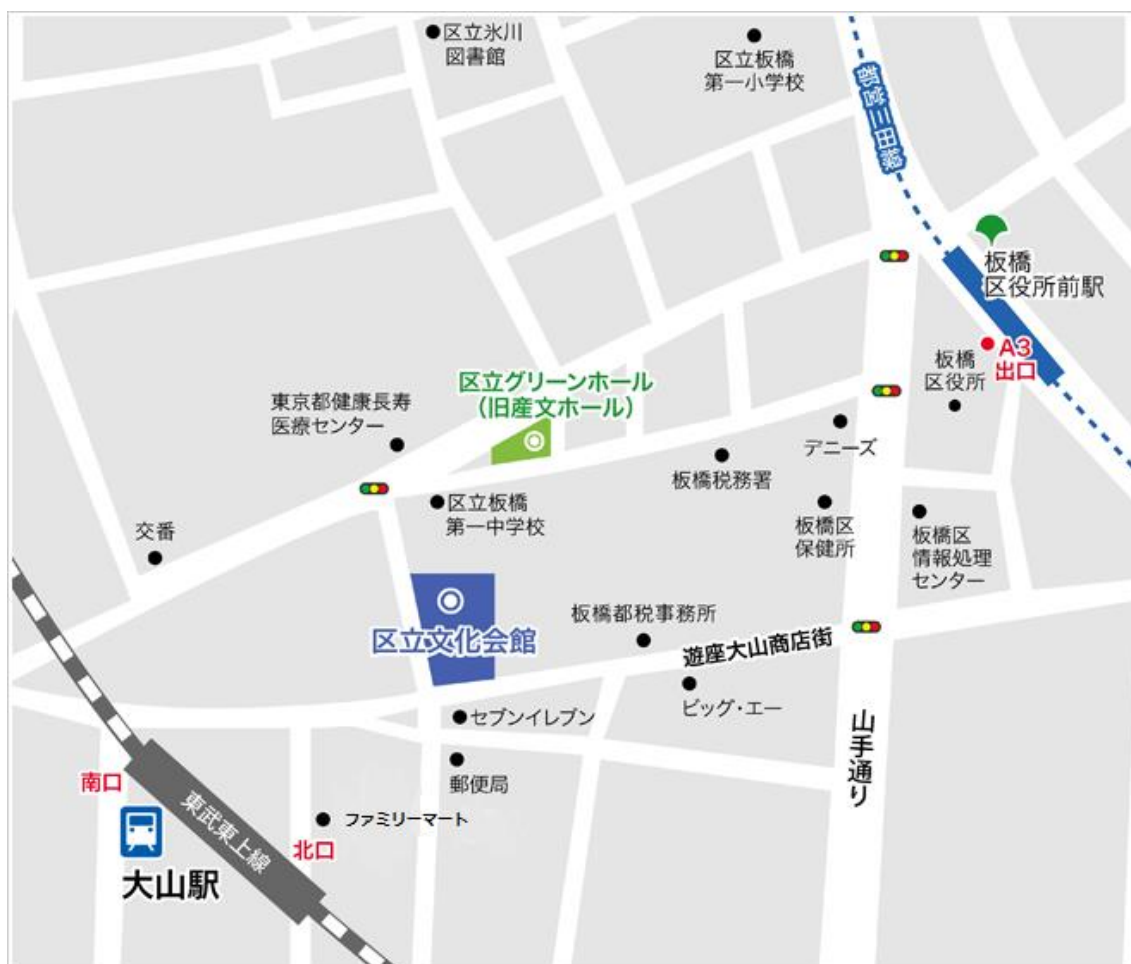 区立氷川
図書館
区立板橋
第一小学校
都営三田線
板橋
区役所前駅
A3
出口
板橋
区役所
区立グリーンホール
(旧産文ホール)
東京都健康長寿
医療センター
デニーズ
板橋税務署
区立板橋
第一中学校
板橋区
保健所
板橋区
情報処理
センター
交番
板橋都税事務所
区立文化会館
遊座大山商店街
ビッグ・エー
セブンイレブン
山手通り
郵便局
南口
東武東上線
ファミリーマート
北口
大山駅